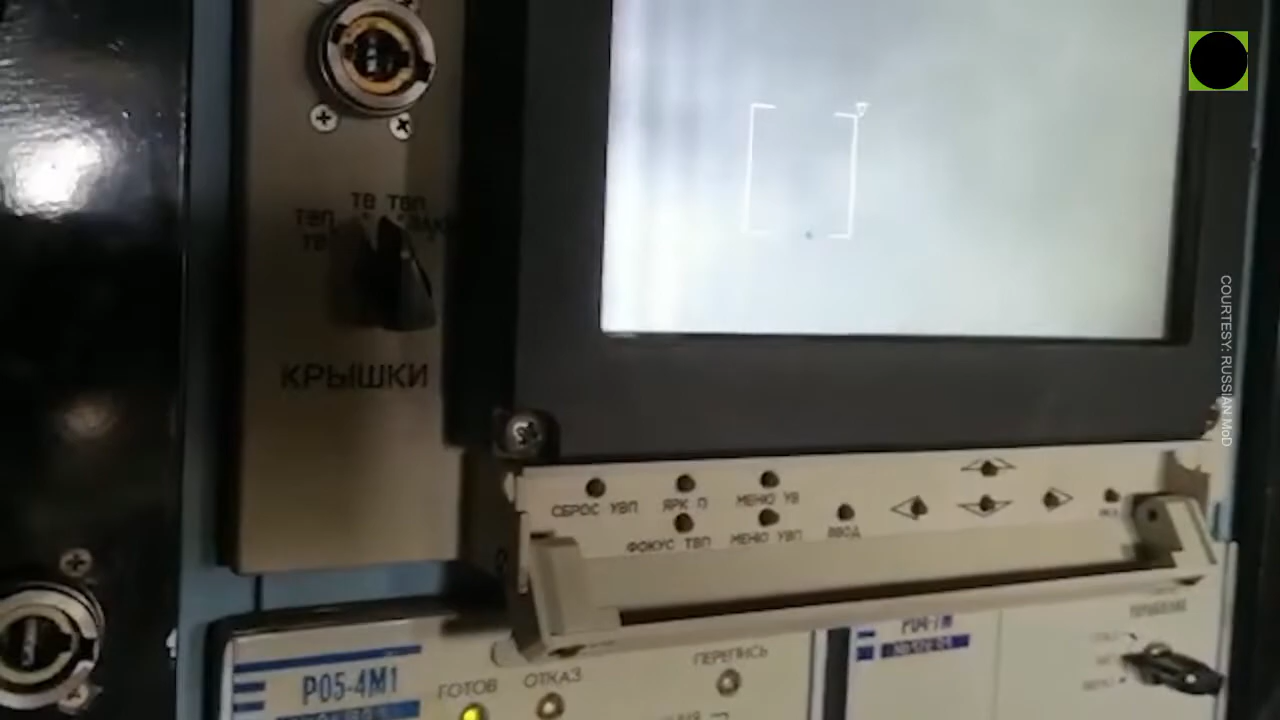 ТВ ТВП
ТВП
ТВ
КРЫШКИ
СБРОС УВП
ЯРК П
МЕНЮ УВ
ФОКУС ТВП
МЕНЮ УВП
ВВОД
Р05-4М1
ГОТОВ
ОТКАЗ
ПЕРЕПИСЬ
УПРАВЛЕНИЕ
COURTESY: RUSSIAN MoD